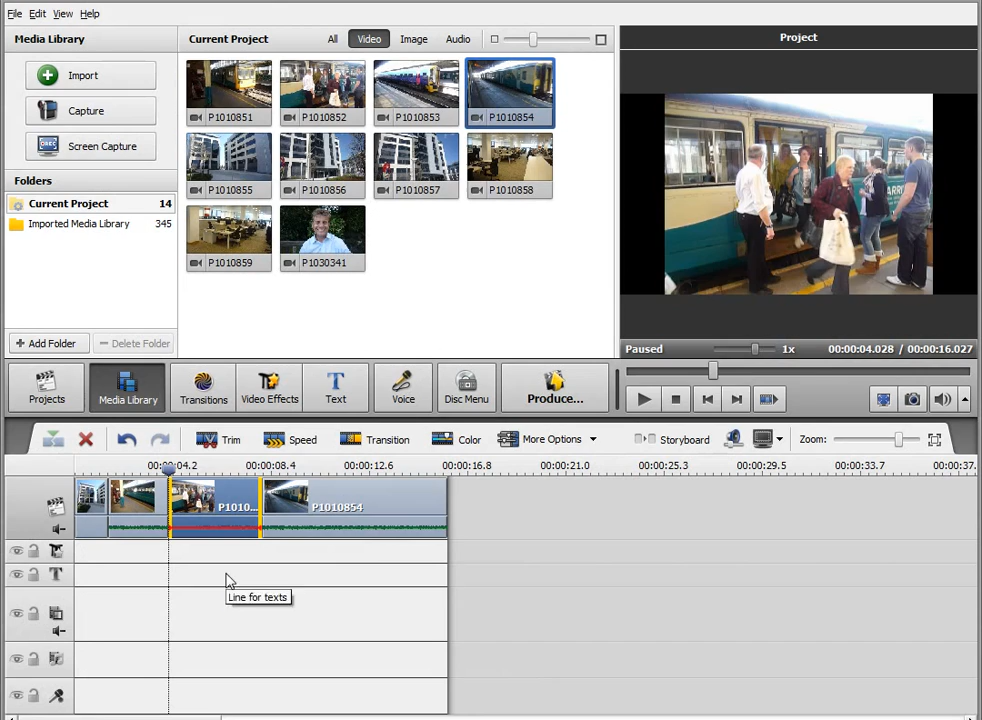 File Edit View Help
Media Library
Current Project
All
Video
Image
Audio
Project
Import
Capture
Screen Capture
P1010851
P1010852
P1010853
P1010854
P1010855
P1010856
P1010857
P1010858
P1010859
P1030341
Folders
Current Project 14
Imported Media Library 345
Add Folder
Delete Folder
Paused
1x
00:00:04.028 / 00:00:16.027
Projects
Media Library
Transitions
Video Effects
Text
Voice
Disc Menu
Produce...
Trim
Speed
Transition
Color
More Options
Storyboard
Zoom:
00:00:04.2
00:00:08.4
00:00:12.6
00:00:16.8
00:00:21.0
00:00:25.3
00:00:29.5
00:00:33.7
00:00:37.
P1010...
P1010854
Line for texts